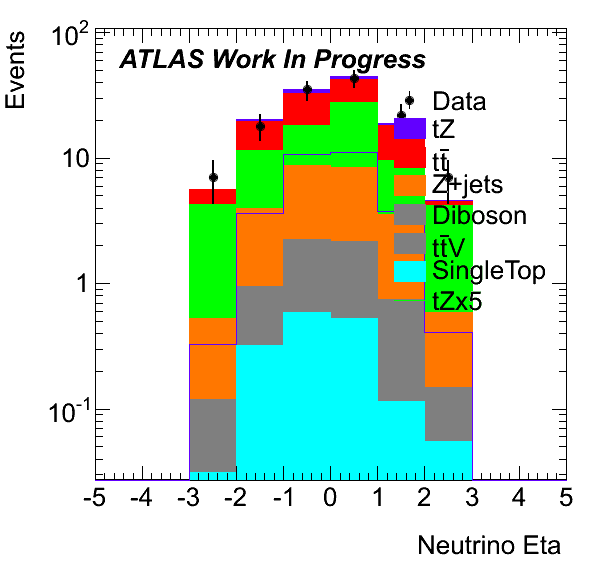 ATLAS Work In Progress
Events
10²
10
1
10⁻¹
Data
tZ
tt̄
Z+jets
Diboson
tt̄V
SingleTop
tZx5
-5 -4 -3 -2 -1 0 1 2 3 4 5
Neutrino Eta